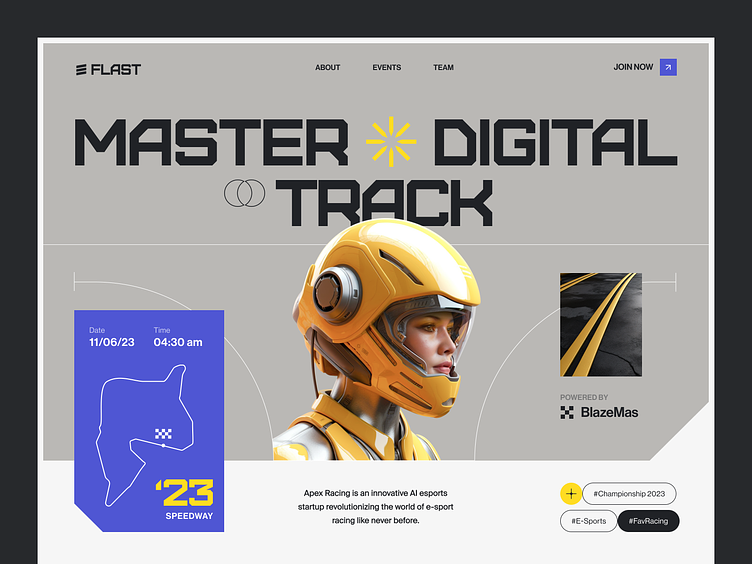 FLAST
ABOUT
EVENTS
TEAM
JOIN NOW
MASTER DIGITAL
TRACK
Date
11/06/23
Time
04:30 am
'23
SPEEDWAY
POWERED BY
BlazeMas
Apex Racing is an innovative AI esports
startup revolutionizing the world of e-sport
racing like never before.
#Championship 2023
#E-Sports
#FavRacing